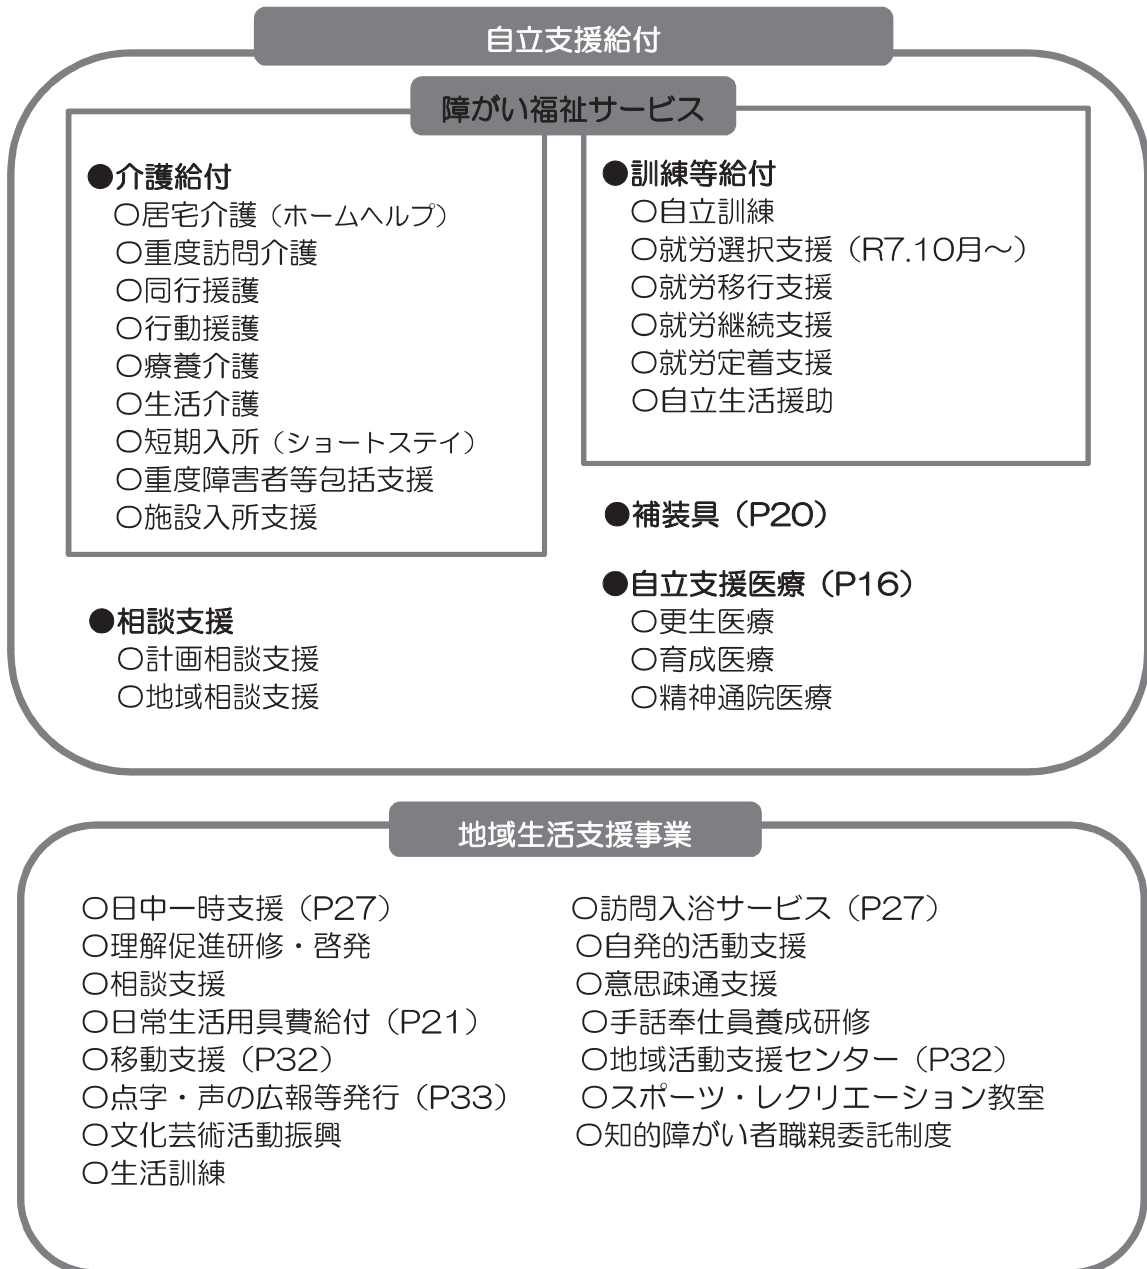 自立支援給付
障がい福祉サービス
●介護給付
○居宅介護（ホームヘルプ）
○重度訪問介護
○同行援護
○行動援護
○療養介護
○生活介護
○短期入所（ショートステイ）
○重度障害者等包括支援
○施設入所支援
●相談支援
○計画相談支援
○地域相談支援
●訓練等給付
○自立訓練
○就労選択支援（R7.10月～）
○就労移行支援
○就労継続支援
○就労定着支援
○自立生活援助
●補装具（P20）
●自立支援医療（P16）
○更生医療
○育成医療
○精神通院医療
地域生活支援事業
○日中一時支援（P27）
○理解促進研修・啓発
○相談支援
○日常生活用具費給付（P21）
○移動支援（P32）
○点字・声の広報等発行（P33）
○文化芸術活動振興
○生活訓練
○訪問入浴サービス（P27）
○自発的活動支援
○意思疎通支援
○手話奉仕員養成研修
○地域活動支援センター（P32）
○スポーツ・レクリエーション教室
○知的障がい者職親委託制度